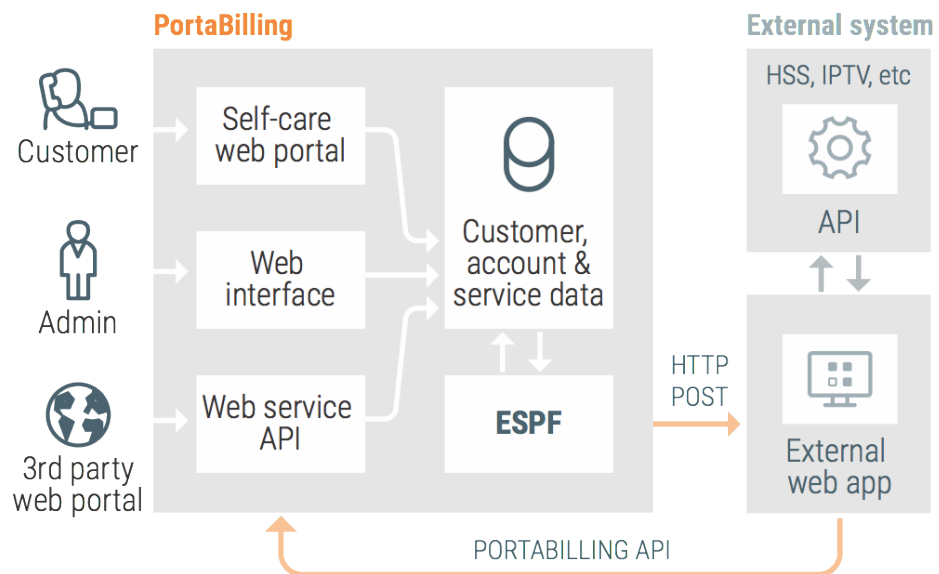 PortaBilling
External system
Customer
Self-care
web portal
Customer,
account &
service data
HSS, IPTV, etc
API
Admin
Web
interface
3rd party
web portal
Web service
API
ESPF
HTTP
POST
External
web app
PORTABILLING API